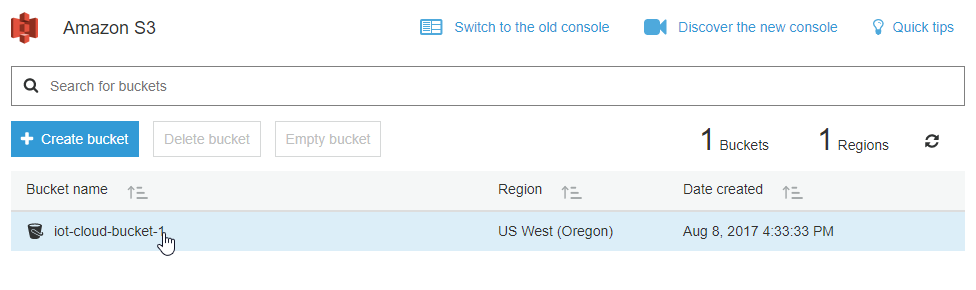 Amazon S3 Switch to the old console Discover the new console Quick tips
Search for buckets
Create bucket Delete bucket Empty bucket 1 Buckets 1 Regions
Bucket name Region Date created
iot-cloud-bucket-1 US West (Oregon) Aug 8, 2017 4:33:33 PM